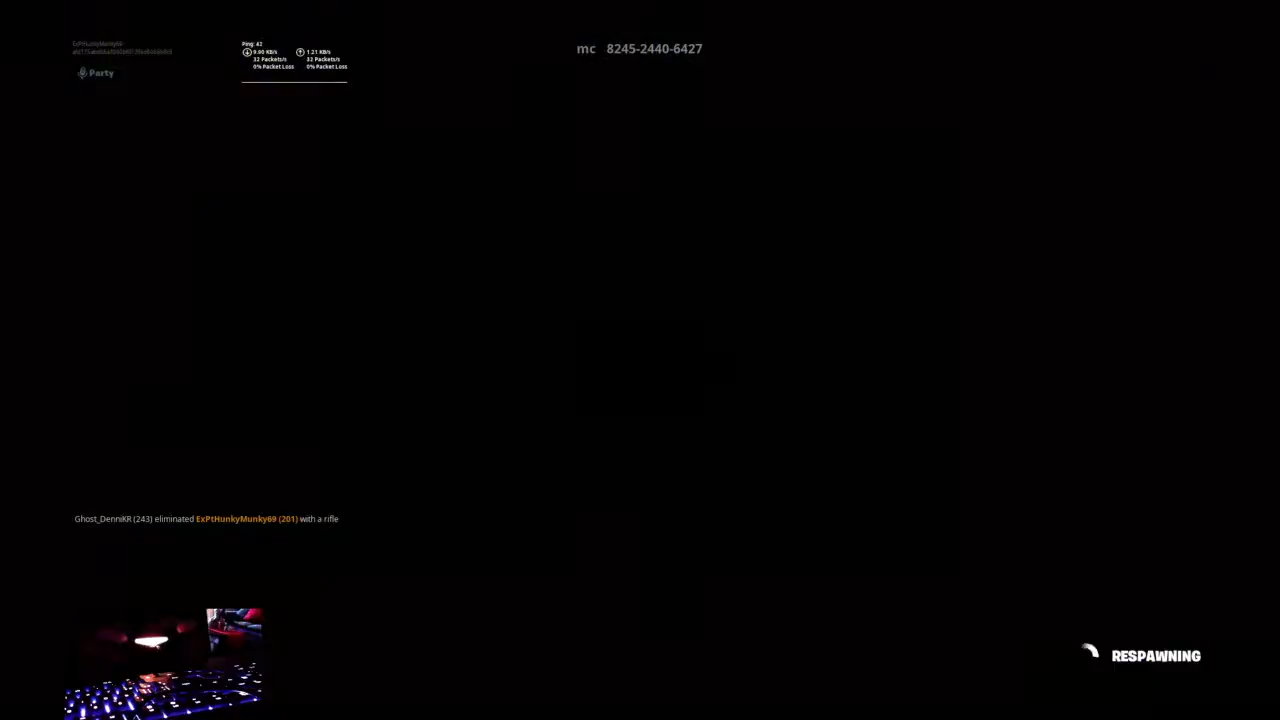 ExPtHunkyMunky69
Party
Ping: 42
9.90 KB/s
1.21 KB/s
32 Packets/s
32 Packets/s
0% Packet Loss
0% Packet Loss
mc 8245-2440-6427
Ghost_DenniKR (243) eliminated ExPtHunkyMunky69 (201) with a rifle
RESPAWNING